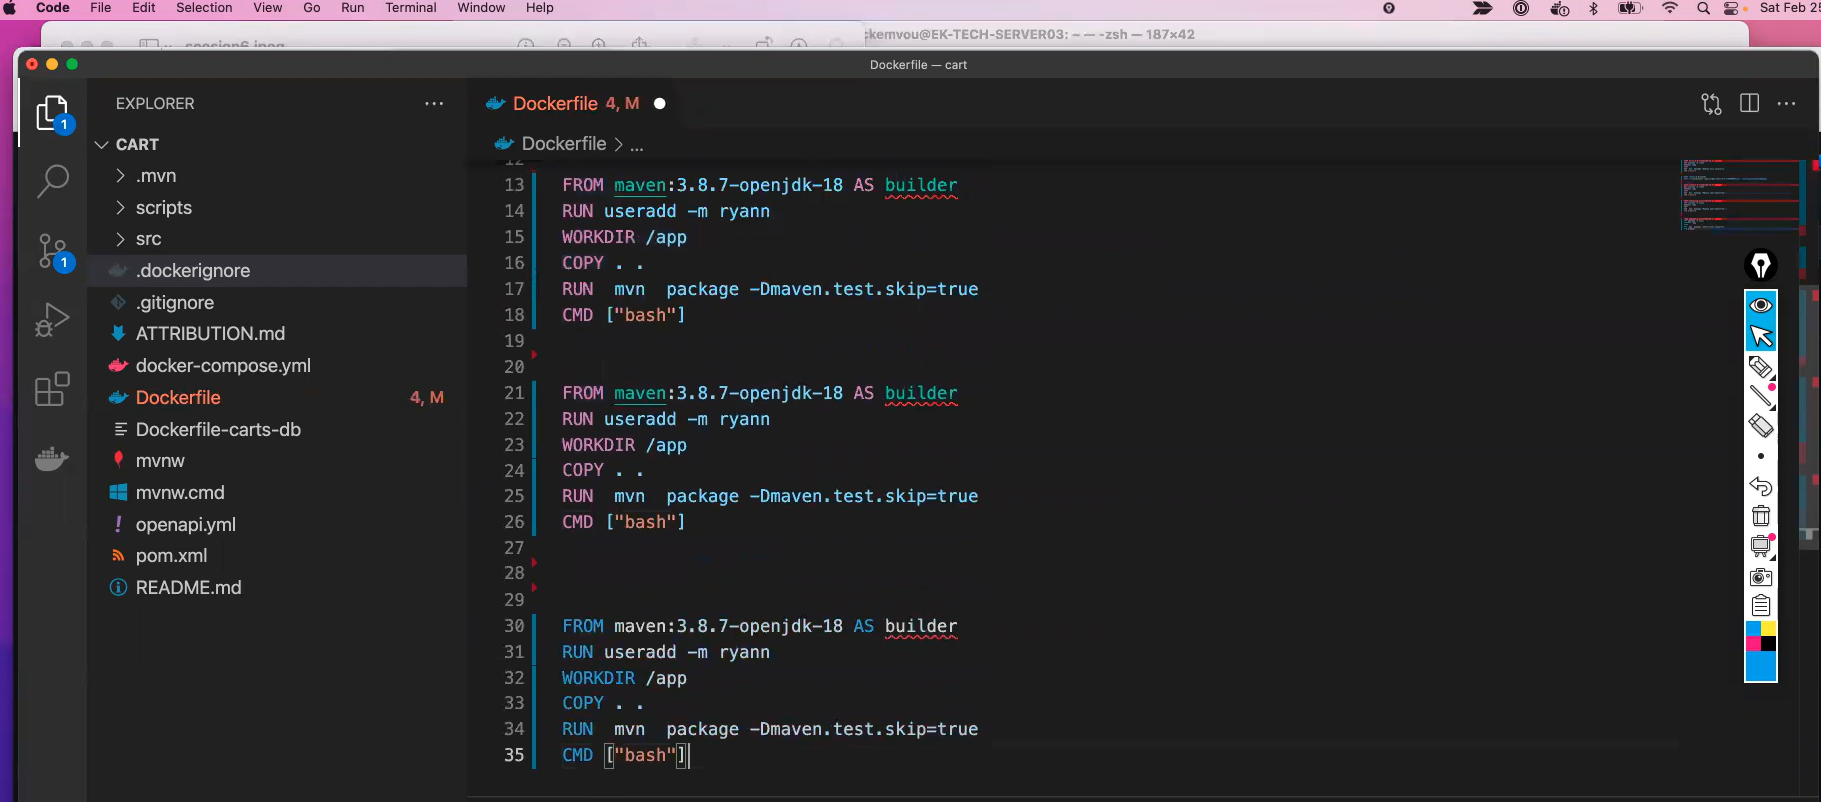 Code File Edit Selection View Go Run Terminal Window Help Sat Feb 25
ckemvou@EK-TECH-SERVER03: ~ — -zsh — 187×42
Dockerfile — cart
EXPLORER
Dockerfile 4, M
CART
Dockerfile > ...
.mvn
scripts
src
.dockerignore
.gitignore
ATTRIBUTION.md
docker-compose.yml
Dockerfile 4, M
Dockerfile-carts-db
mvnw
mvnw.cmd
openapi.yml
pom.xml
README.md
1
1
12
13 FROM maven:3.8.7-openjdk-18 AS builder
14 RUN useradd -m ryann
15 WORKDIR /app
16 COPY . .
17 RUN  mvn  package -Dmaven.test.skip=true
18 CMD ["bash"]
19
20
21 FROM maven:3.8.7-openjdk-18 AS builder
22 RUN useradd -m ryann
23 WORKDIR /app
24 COPY . .
25 RUN  mvn  package -Dmaven.test.skip=true
26 CMD ["bash"]
27
28
29
30 FROM maven:3.8.7-openjdk-18 AS builder
31 RUN useradd -m ryann
32 WORKDIR /app
33 COPY . .
34 RUN  mvn  package -Dmaven.test.skip=true
35 CMD ["bash"]